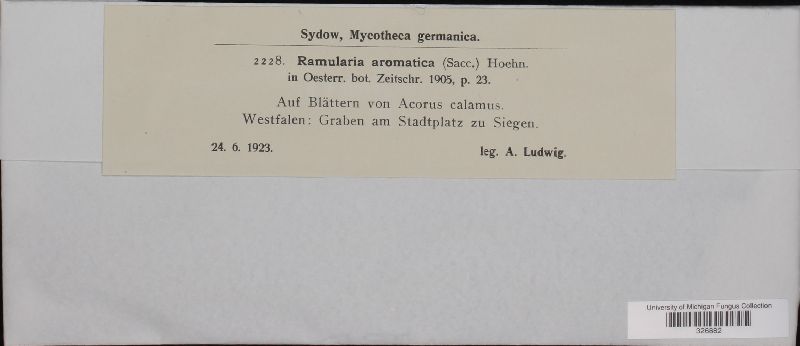 Sydow, Mycotheca germanica.
2228. Ramularia aromatica (Sacc.) Hoehn.
in Oesterr. bot. Zeitschr. 1905, p. 23.
Auf Blättern von Acorus calamus.
Westfalen: Graben am Stadtplatz zu Siegen.
24. 6. 1923. leg. A. Ludwig.
University of Michigan Fungus Collection
326882